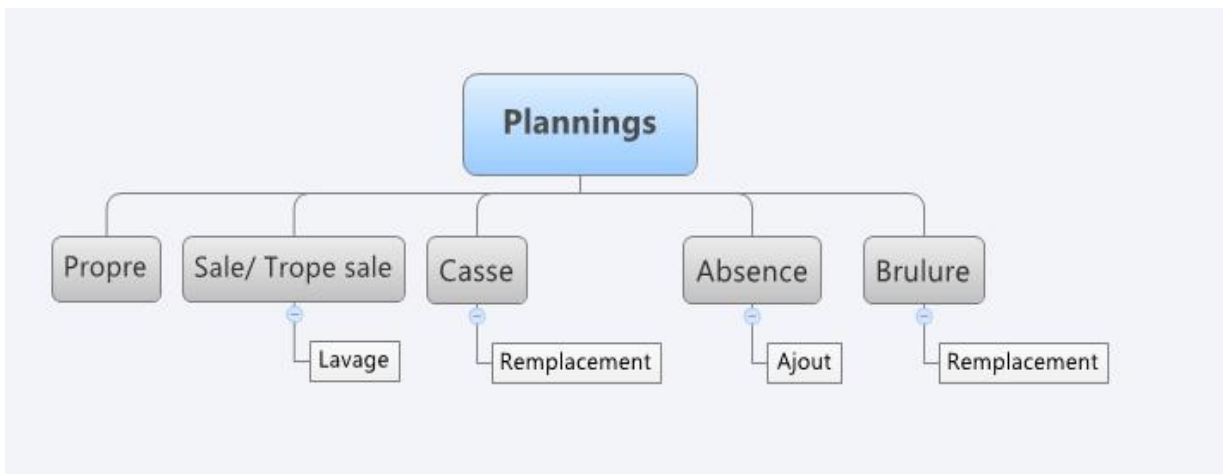 Plannings
Propre
Sale/ Trope sale
Casse
Absence
Brulure
Lavage
Remplacement
Ajout
Remplacement